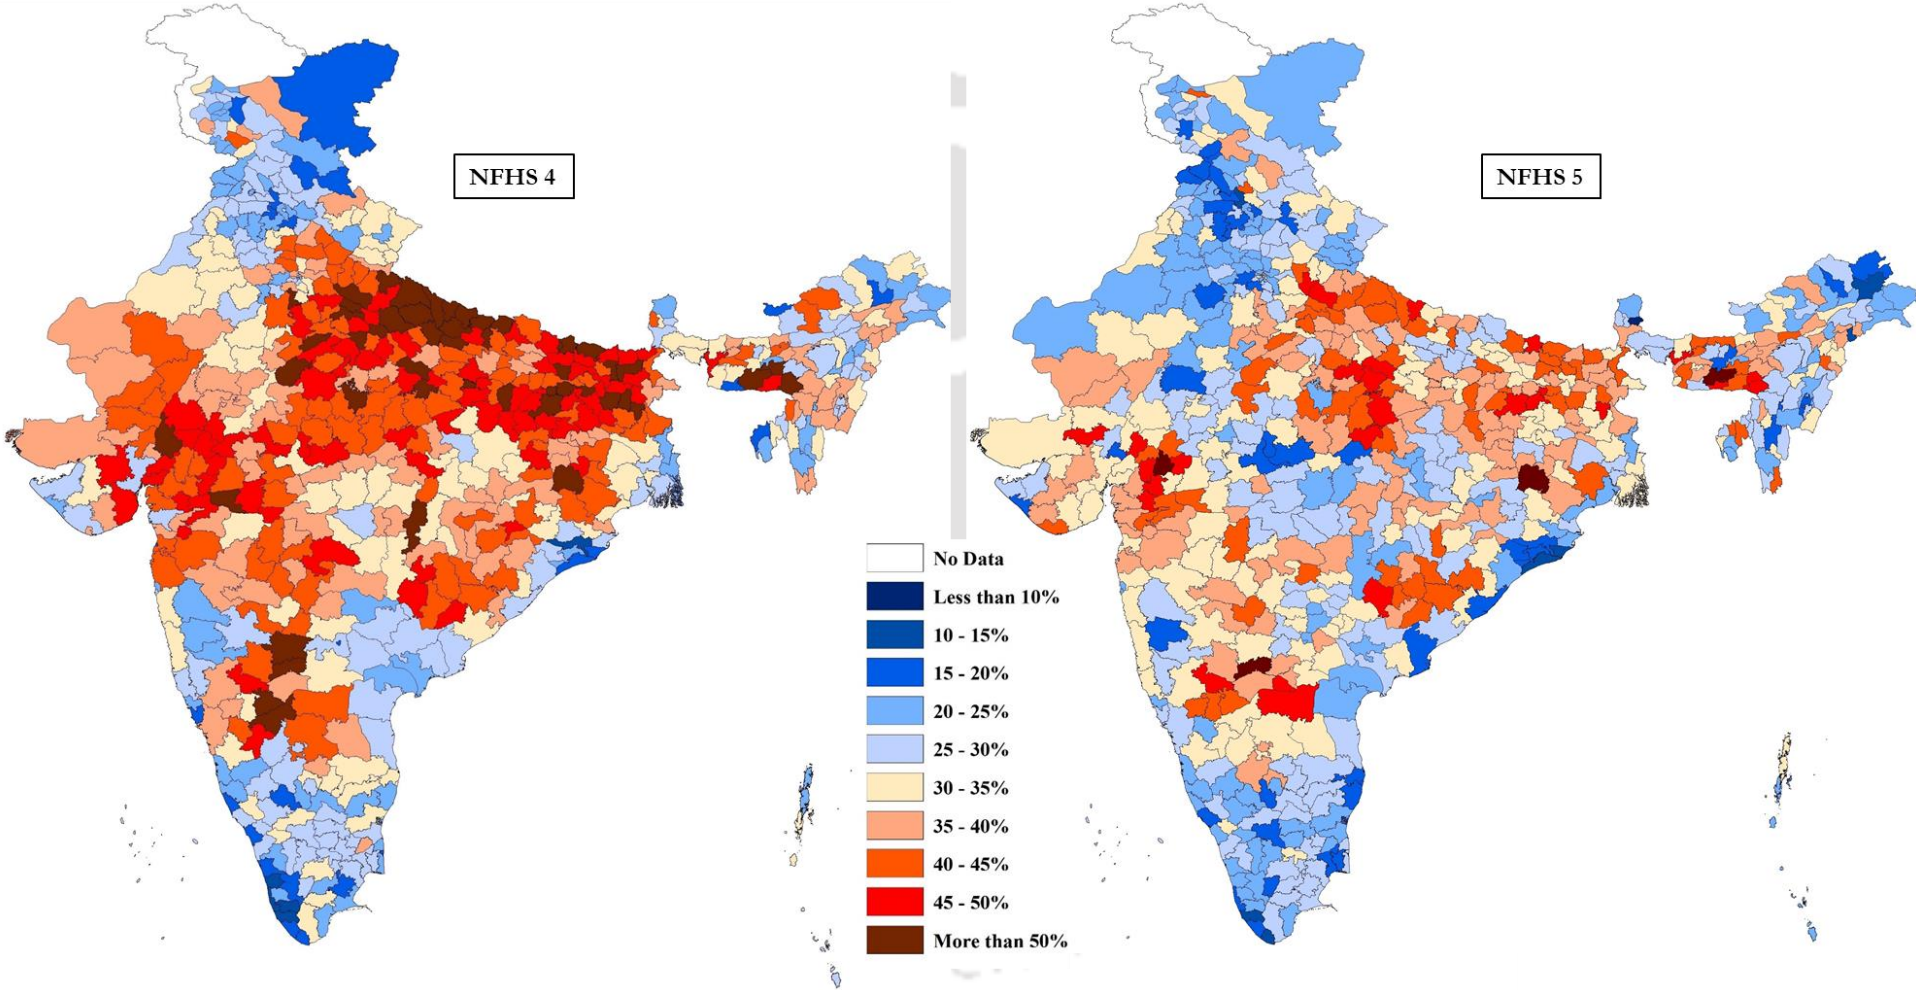 NFHS 4
NFHS 5
No Data
Less than 10%
10 - 15%
15 - 20%
20 - 25%
25 - 30%
30 - 35%
35 - 40%
40 - 45%
45 - 50%
More than 50%